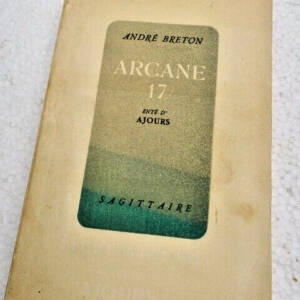 ANDRÉ BRETON
ARCANE
17
ENTÉ D'
AJOURS
SAGITTAIRE